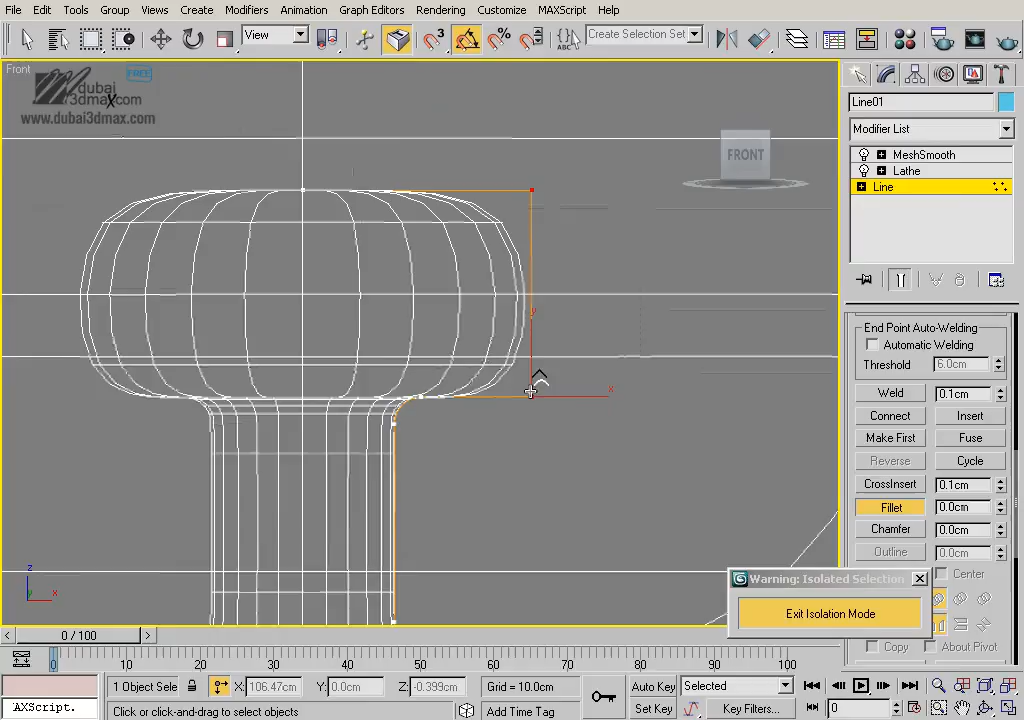 File Edit Tools Group Views Create Modifiers Animation Graph Editors Rendering Customize MAXScript Help
View
3
%
ABC
Create Selection Set
Front
FREE
dubai
3dmax.com
www.dubai3dmax.com
FRONT
y
x
z
x
Line01
Modifier List
MeshSmooth
Lathe
Line
End Point Auto-Welding
Automatic Welding
Threshold 6.0cm
Weld 0.1cm
Connect Insert
Make First Fuse
Reverse Cycle
CrossInsert 0.1cm
Fillet 0.0cm
Chamfer 0.0cm
Outline 0.0cm
Center
Warning: Isolated Selection
Exit Isolation Mode
Copy About Pivot
< 0 / 100 >
0 10 20 30 40 50 60 70 80 90 100
1 Object Sele X: 106.47cm Y: 0.0cm Z: -0.399cm Grid = 10.0cm Auto Key Selected
'AXScript. Click or click-and-drag to select objects Add Time Tag Set Key Key Filters... 0